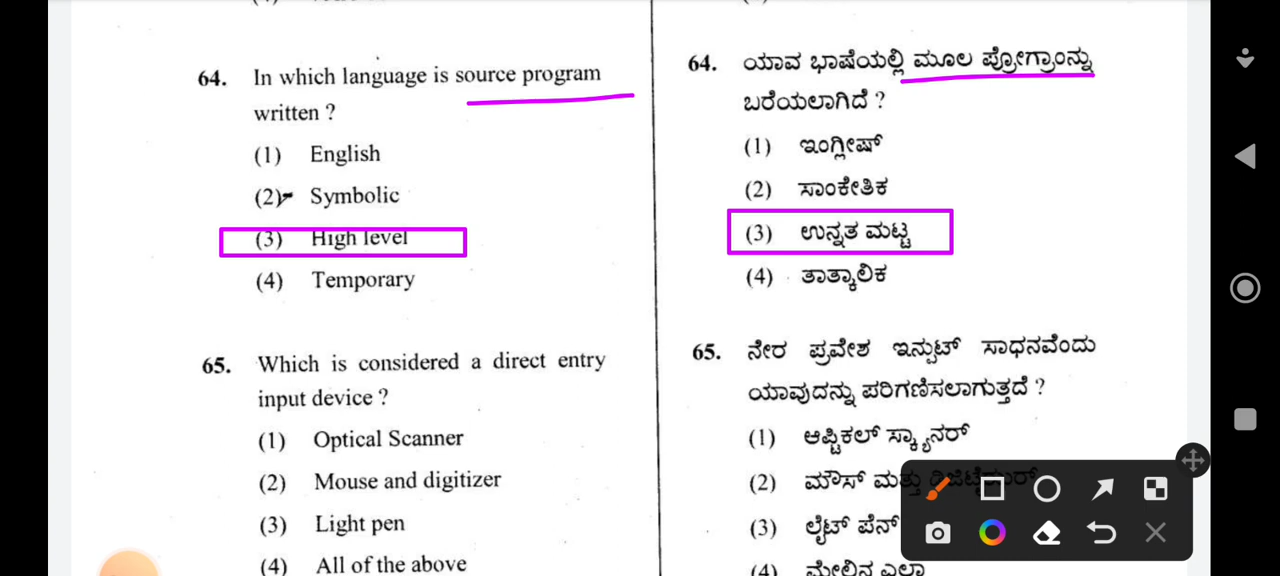 64. In which language is source program
written ?
(1) English
(2) Symbolic
(3) High level
(4) Temporary
65. Which is considered a direct entry
input device ?
(1) Optical Scanner
(2) Mouse and digitizer
(3) Light pen
(4) All of the above
64. ಯಾವ ಭಾಷೆಯಲ್ಲಿ ಮೂಲ ಪ್ರೋಗ್ರಾಂನ್ನು
ಬರೆಯಲಾಗಿದೆ ?
(1) ಇಂಗ್ಲೀಷ್
(2) ಸಾಂಕೇತಿಕ
(3) ಉನ್ನತ ಮಟ್ಟ
(4) ತಾತ್ಕಾಲಿಕ
65. ನೇರ ಪ್ರವೇಶ ಇನ್ಪುಟ್ ಸಾಧನವೆಂದು
ಯಾವುದನ್ನು ಪರಿಗಣಿಸಲಾಗುತ್ತದೆ ?
(1) ಆಪ್ಟಿಕಲ್ ಸ್ಕ್ಯಾನರ್
(2) ಮೌಸ್ ಮತ್ತು
(3) ಲೈಟ್ ಪೆನ್
(4) ಮೇಲಿನ ಎಲ್ಲಾ